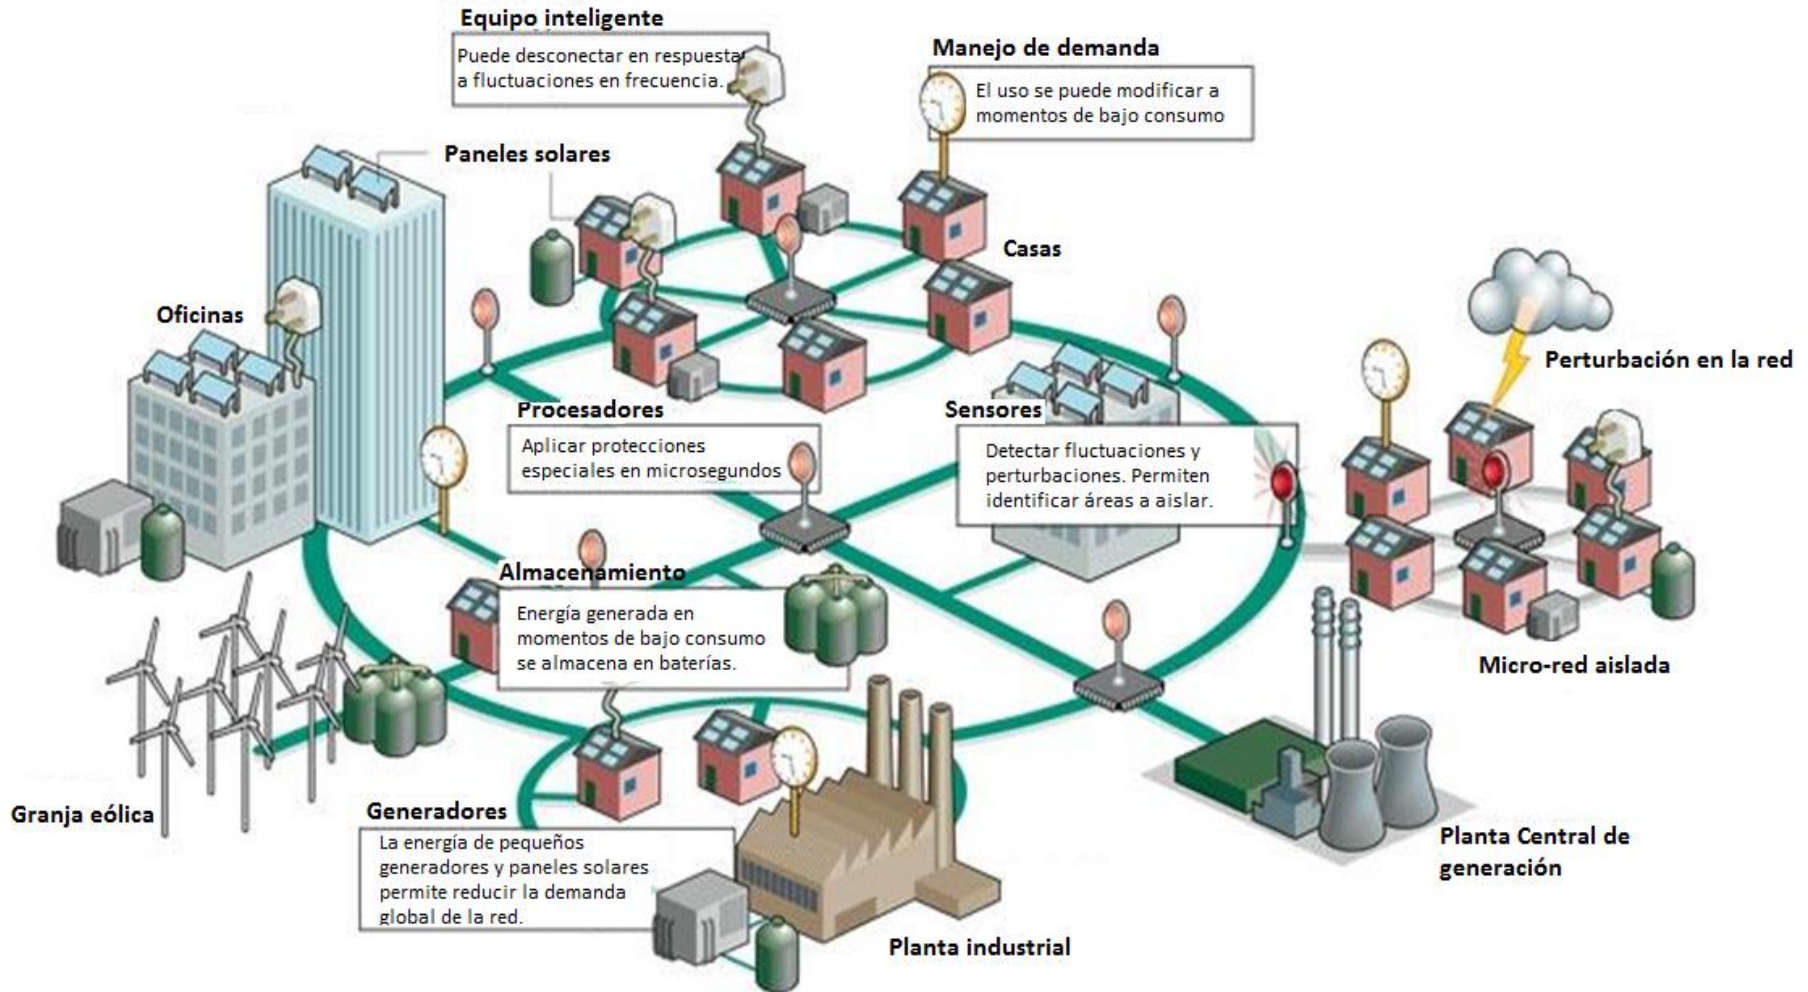 Equipo inteligente
Puede desconectar en respuesta
a fluctuaciones en frecuencia.
Manejo de demanda
El uso se puede modificar a
momentos de bajo consumo
Paneles solares
Casas
Oficinas
Perturbación en la red
Procesadores
Aplicar protecciones
especiales en microsegundos
Sensores
Detectar fluctuaciones y
perturbaciones. Permiten
identificar áreas a aislar.
Almacenamiento
Energía generada en
momentos de bajo consumo
se almacena en baterías.
Micro-red aislada
Granja eólica
Generadores
La energía de pequeños
generadores y paneles solares
permite reducir la demanda
global de la red.
Planta Central de
generación
Planta industrial